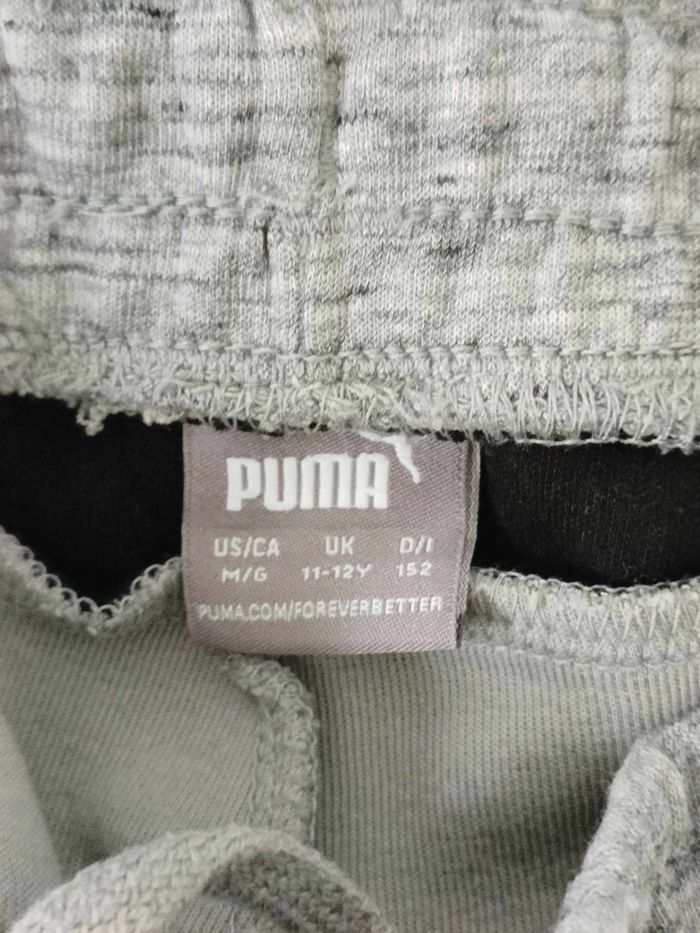 PUMA
US/CA UK D/I
M/G 11-12Y 152
PUMA.COM/FOREVERBETTER